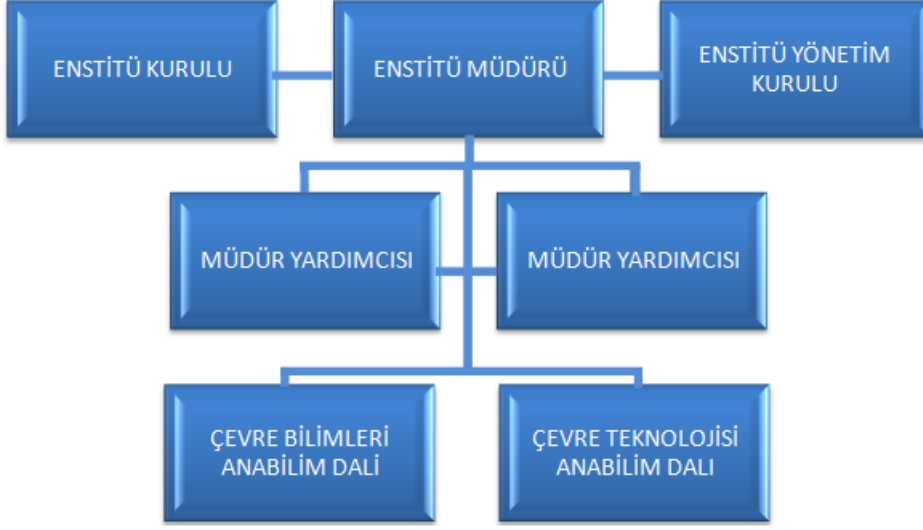 ENSTİTÜ KURULU
ENSTİTÜ MÜDÜRÜ
ENSTİTÜ YÖNETİM
KURULU
MÜDÜR YARDIMCISI
MÜDÜR YARDIMCISI
ÇEVRE BİLİMLERİ
ANABİLİM DALİ
ÇEVRE TEKNOLOJİSİ
ANABİLİM DALI